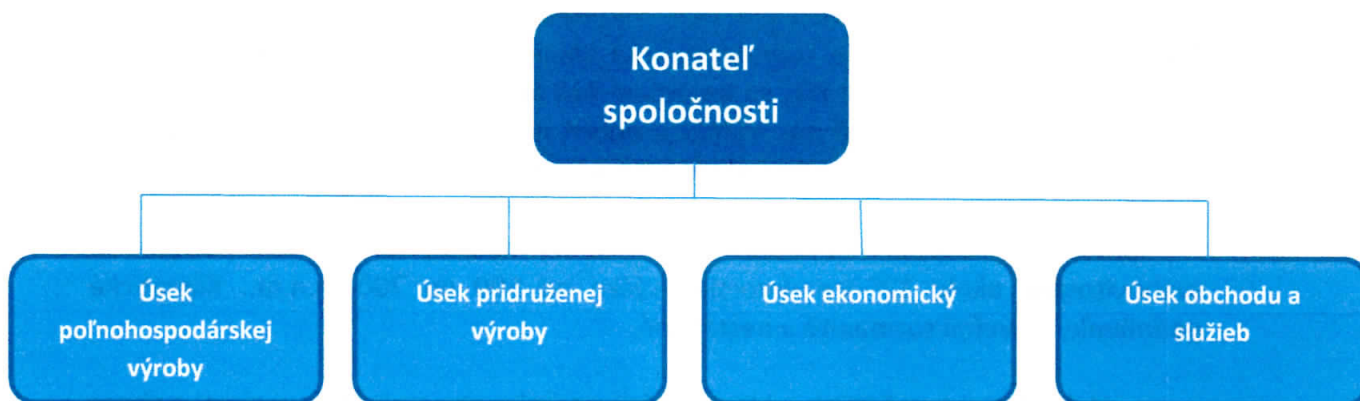 Konateľ
spoločnosti
Úsek
poľnohospodárskej
výroby
Úsek pridruženej
výroby
Úsek ekonomický
Úsek obchodu a
služieb